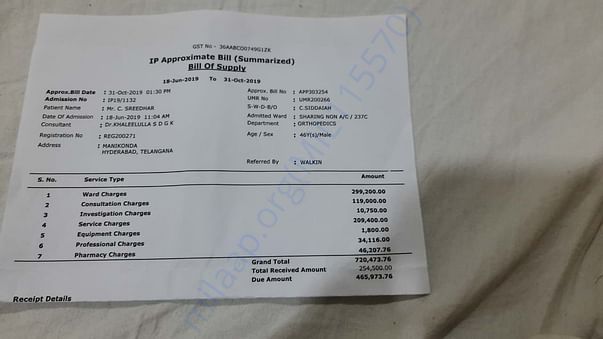 GST No - 36AABCO0749G1ZK
IP Approximate Bill (Summarized)
Bill Of Supply
18-Jun-2019 To 31-Oct-2019
Approx.Bill Date : 31-Oct-2019 01:30 PM
Admission No : IP19/1132
Patient Name : Mr. C. SREEDHAR
Date Of Admission : 18-Jun-2019 11:04 AM
Consultant : Dr.KHALEELULLA S D G K
Registration No : REG200271
Address : MANIKONDA
HYDERABAD, TELANGANA
Approx. Bill No : APP303254
UMR No : UMR200266
S-W-D-B/O : C.SIDDAIAH
Admitted Ward : SHARING NON A/C / 237C
Department : ORTHOPEDICS
Age / Sex : 46Y(s)/Male
Referred By : WALKIN
S. No. Service Type Amount
1 Ward Charges 299,200.00
2 Consultation Charges 119,000.00
3 Investigation Charges 10,750.00
4 Service Charges 209,400.00
5 Equipment Charges 1,800.00
6 Professional Charges 34,116.00
7 Pharmacy Charges 46,207.76
Grand Total 720,473.76
Total Received Amount 254,500.00
Due Amount 465,973.76
Receipt Details